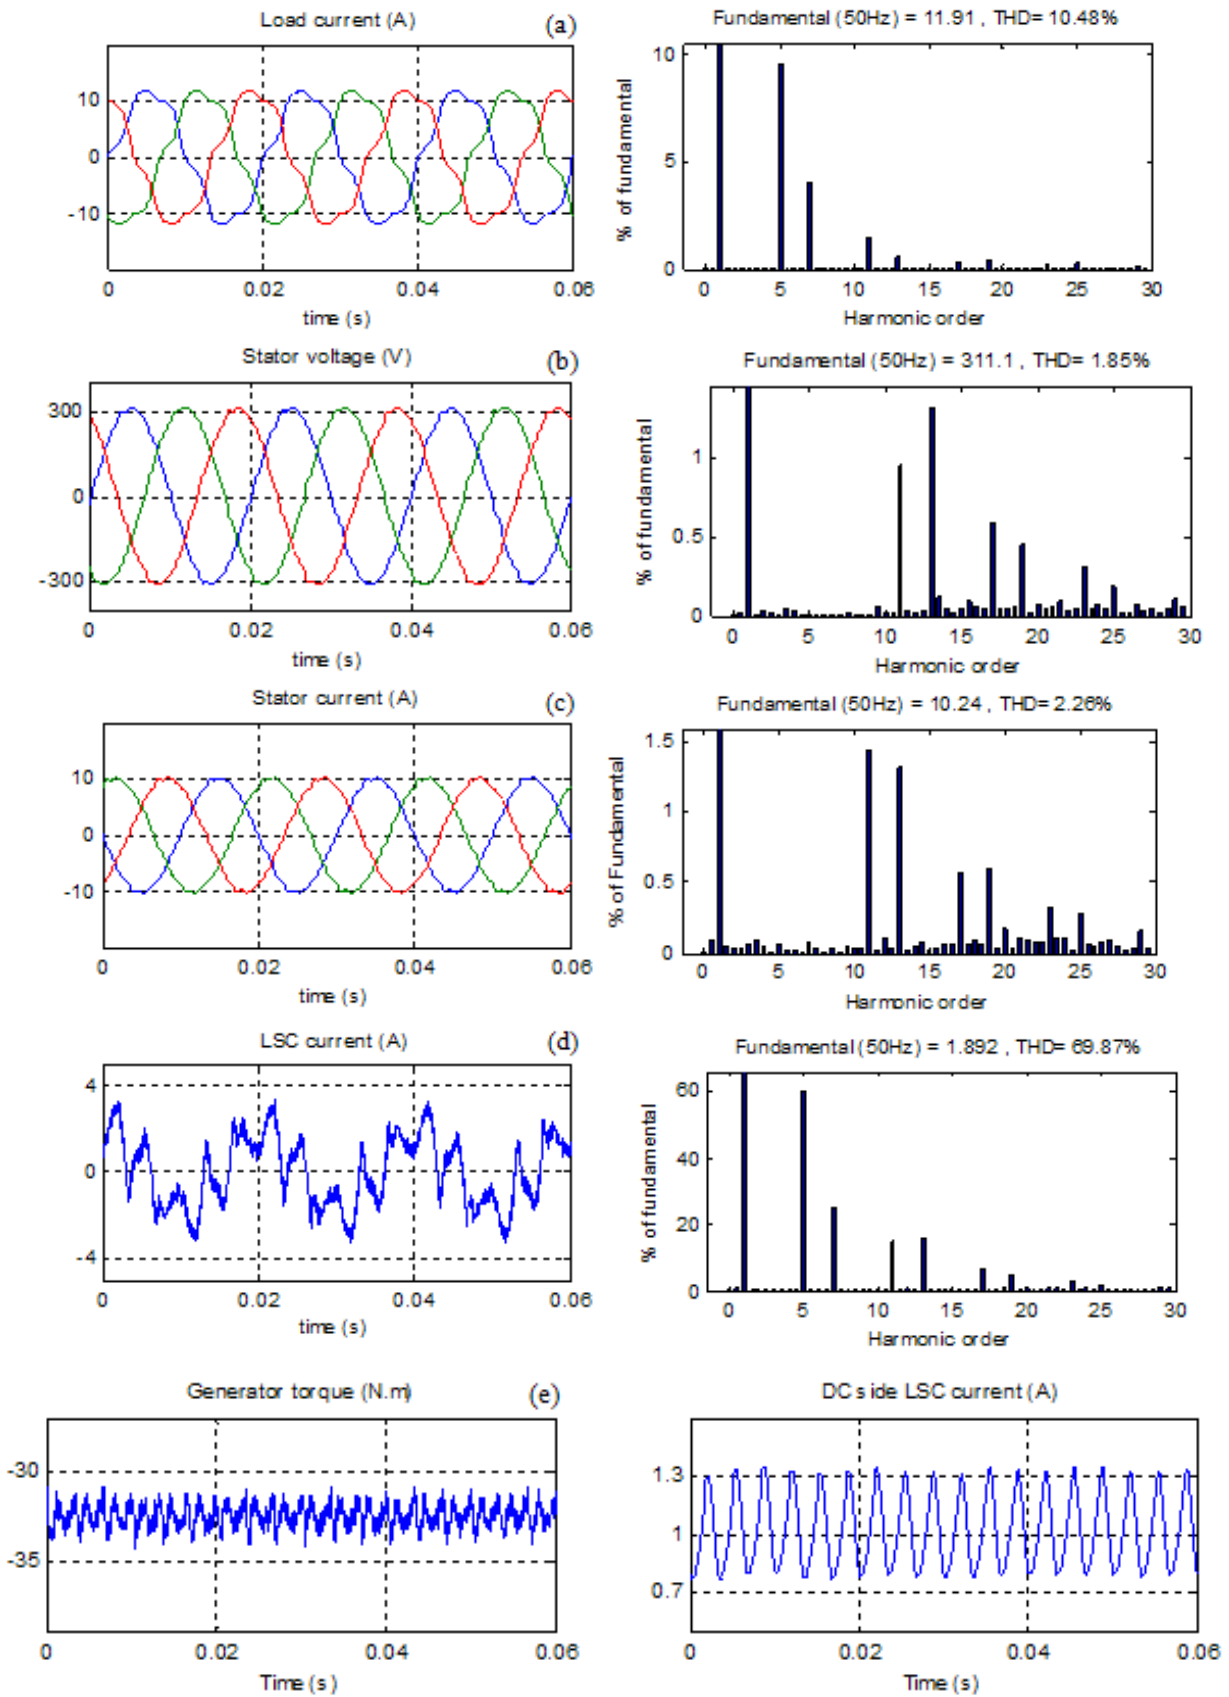 Load current (A)
(a)
Fundamental (50Hz) = 11.91 , THD= 10.48%
10
0
-10
0
0.02
0.04
0.06
time (s)
% of fundamental
10
5
0
0
5
10
15
20
25
30
Harmonic order
Stator voltage (V)
(b)
Fundamental (50Hz) = 311.1 , THD= 1.85%
300
0
-300
0
0.02
0.04
0.06
time (s)
% of fundamental
1
0.5
0
0
5
10
15
20
25
30
Harmonic order
Stator current (A)
(c)
Fundamental (50Hz) = 10.24 , THD= 2.26%
10
0
-10
0
0.02
0.04
0.06
time (s)
% of Fundamental
1.5
1
0.5
0
0
5
10
15
20
25
30
Harmonic order
LSC current (A)
(d)
Fundamental (50Hz) = 1.892 , THD= 69.87%
4
0
-4
0
0.02
0.04
0.06
time (s)
% of fundamental
60
40
20
0
0
5
10
15
20
25
30
Harmonic order
Generator torque (N.m)
(e)
-30
-35
0
0.02
0.04
0.06
Time (s)
DC side LSC current (A)
1.3
1
0.7
0
0.02
0.04
0.06
Time (s)